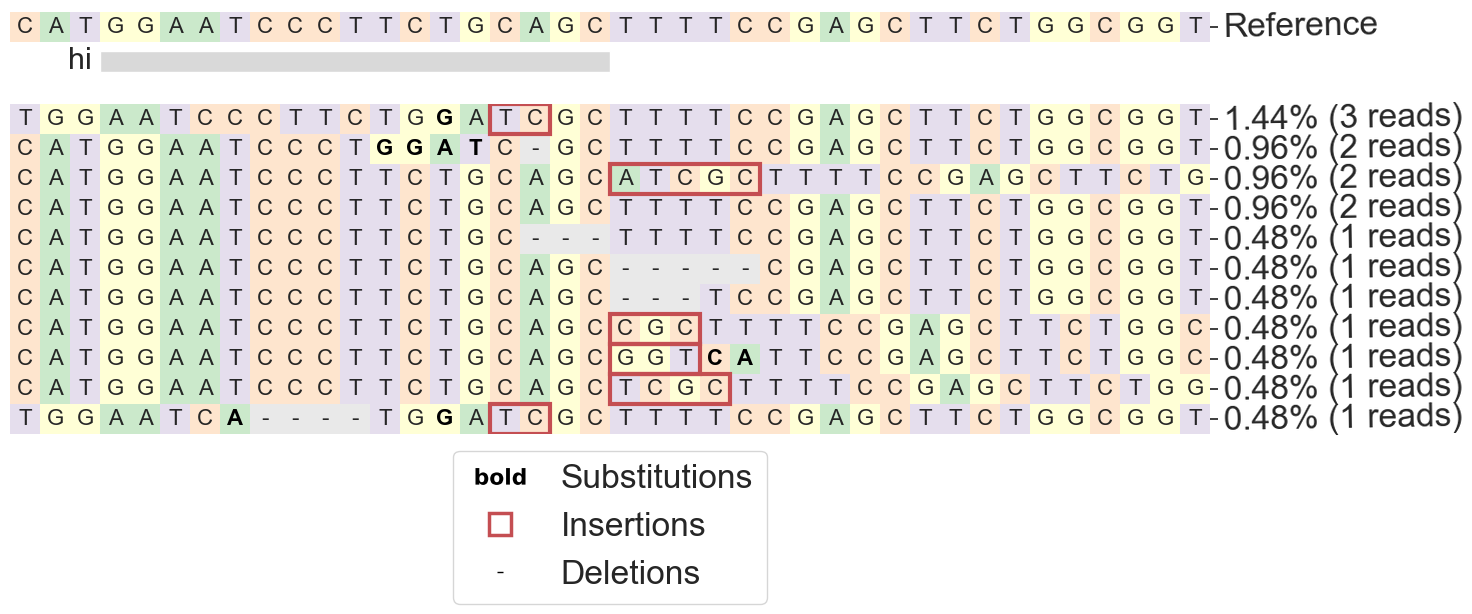 C A T G G A A T C C C T T C T G C A G C T T T T C C G A G C T T C T G G C G G T Reference
hi
T G G A A T C C C T T C T G G A T C G C T T T T C C G A G C T T C T G G C G G T 1.44% (3 reads)
C A T G G A A T C C C T G G A T C - G C T T T T C C G A G C T T C T G G C G G T 0.96% (2 reads)
C A T G G A A T C C C T T C T G C A G C A T C G C T T T T C C G A G C T T C T G 0.96% (2 reads)
C A T G G A A T C C C T T C T G C A G C T T T T C C G A G C T T C T G G C G G T 0.96% (2 reads)
C A T G G A A T C C C T T C T G C - - - T T T T C C G A G C T T C T G G C G G T 0.48% (1 reads)
C A T G G A A T C C C T T C T G C A G C - - - - - C G A G C T T C T G G C G G T 0.48% (1 reads)
C A T G G A A T C C C T T C T G C A G C - - - T C C G A G C T T C T G G C G G T 0.48% (1 reads)
C A T G G A A T C C C T T C T G C A G C C G C T T T T C C G A G C T T C T G G C 0.48% (1 reads)
C A T G G A A T C C C T T C T G C A G C G G T C A T T C C G A G C T T C T G G C 0.48% (1 reads)
C A T G G A A T C C C T T C T G C A G C T C G C T T T T C C G A G C T T C T G G 0.48% (1 reads)
T G G A A T C A - - - - T G G A T C G C T T T T C C G A G C T T C T G G C G G T 0.48% (1 reads)
bold Substitutions
Insertions
- Deletions